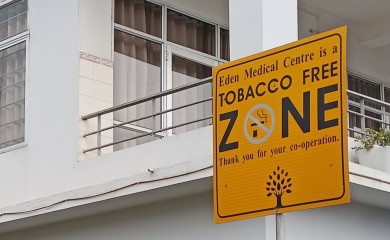 Eden Medical Centre is a
TOBACCO FREE
ZONE
Thank you for your co-operation.